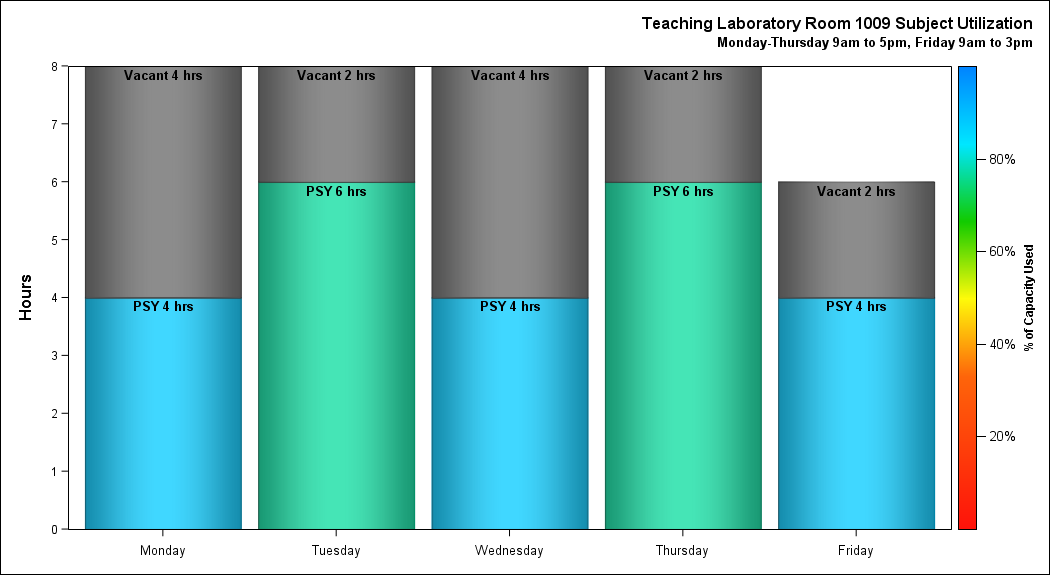 Teaching Laboratory Room 1009 Subject Utilization
Monday-Thursday 9am to 5pm, Friday 9am to 3pm
8
7
6
5
4
3
2
1
0
Hours
Vacant 4 hrs
PSY 4 hrs
Vacant 2 hrs
PSY 6 hrs
Vacant 4 hrs
PSY 4 hrs
Vacant 2 hrs
PSY 6 hrs
Vacant 2 hrs
PSY 4 hrs
Monday
Tuesday
Wednesday
Thursday
Friday
80%
60%
40%
20%
% of Capacity Used